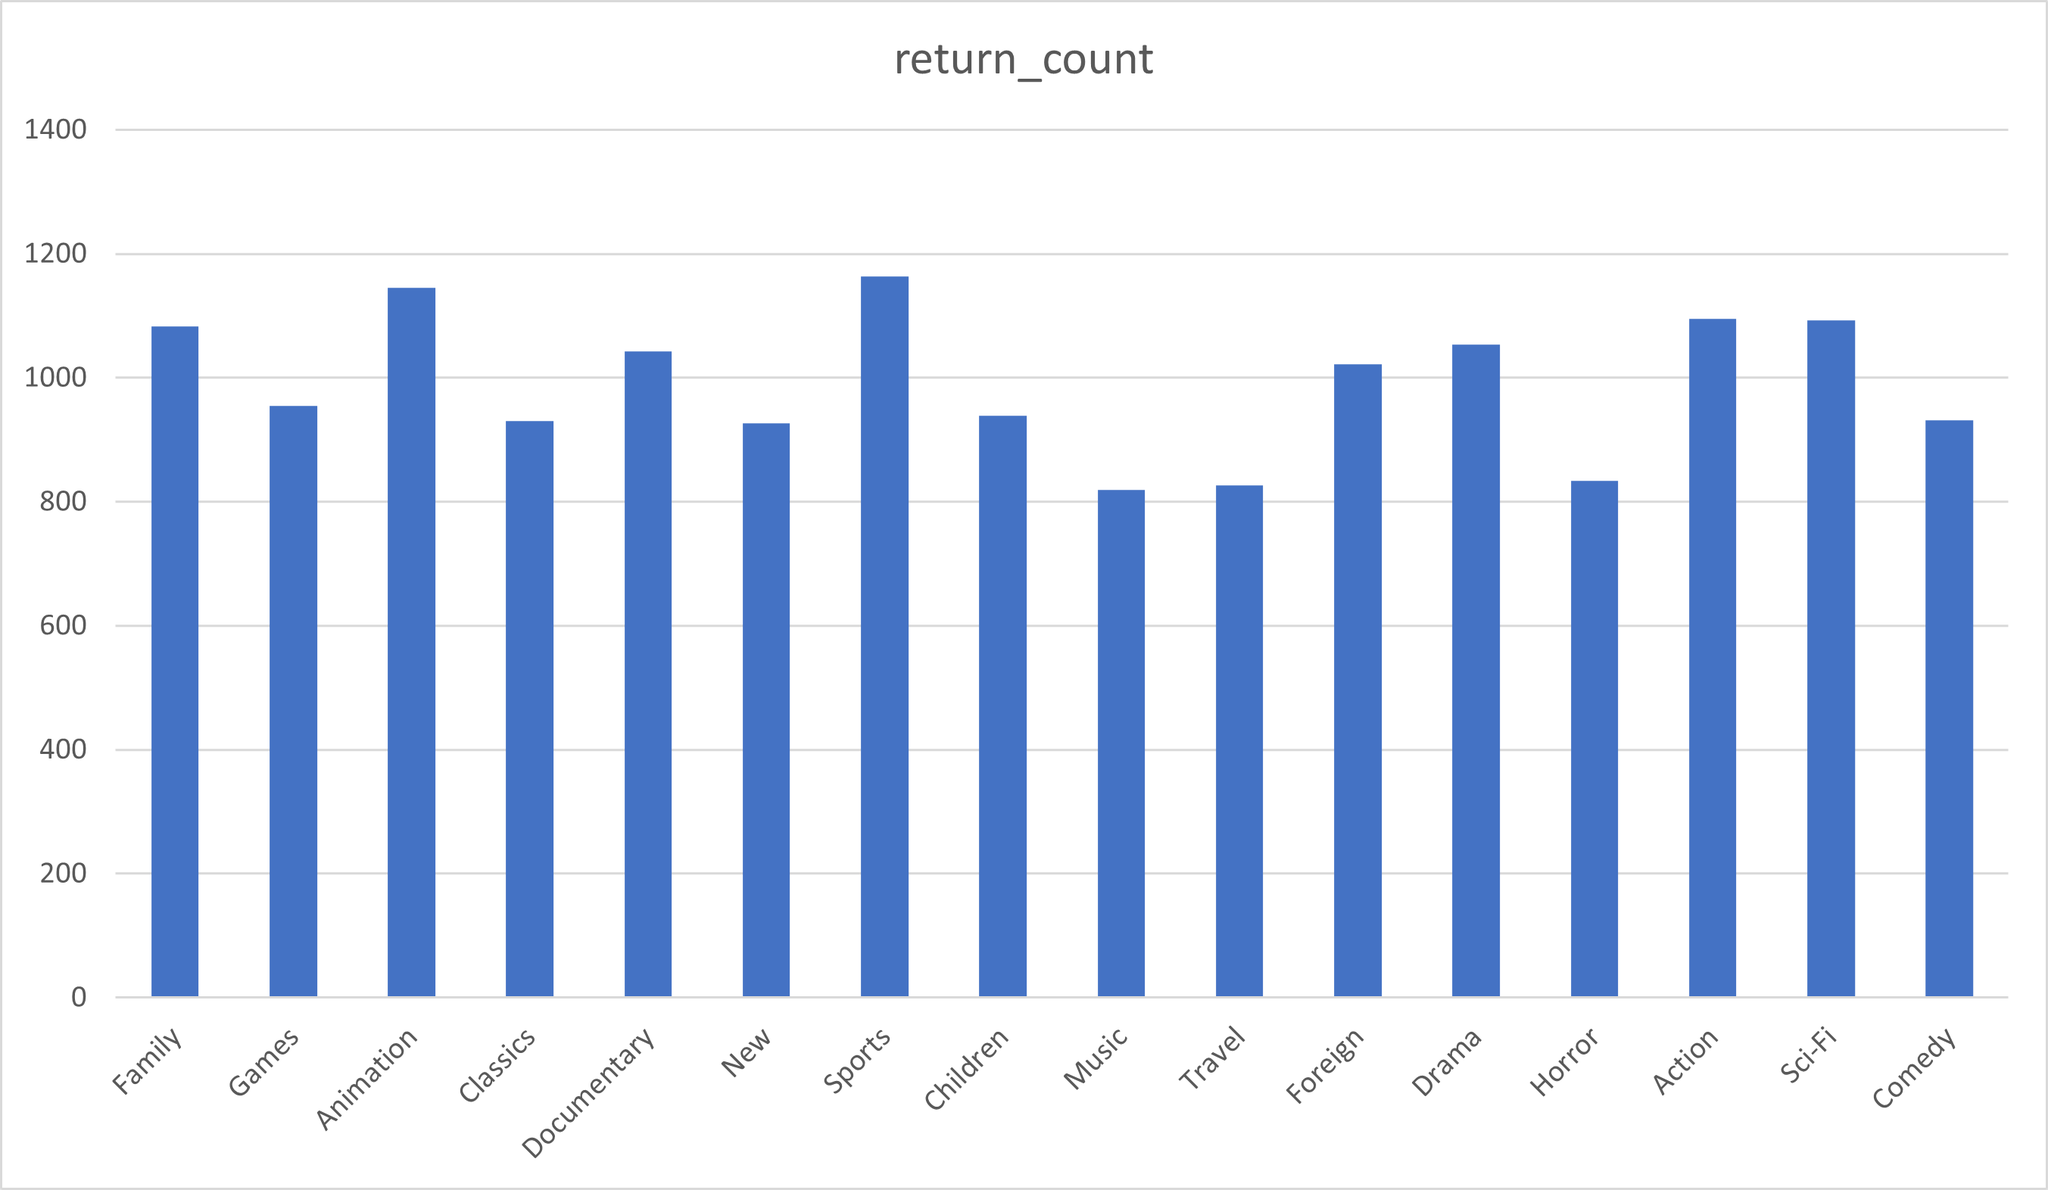 return_count
1400
1200
1000
800
600
400
200
0
Family
Games
Animation
Classics
Documentary
New
Sports
Children
Music
Travel
Foreign
Drama
Horror
Action
Sci-Fi
Comedy